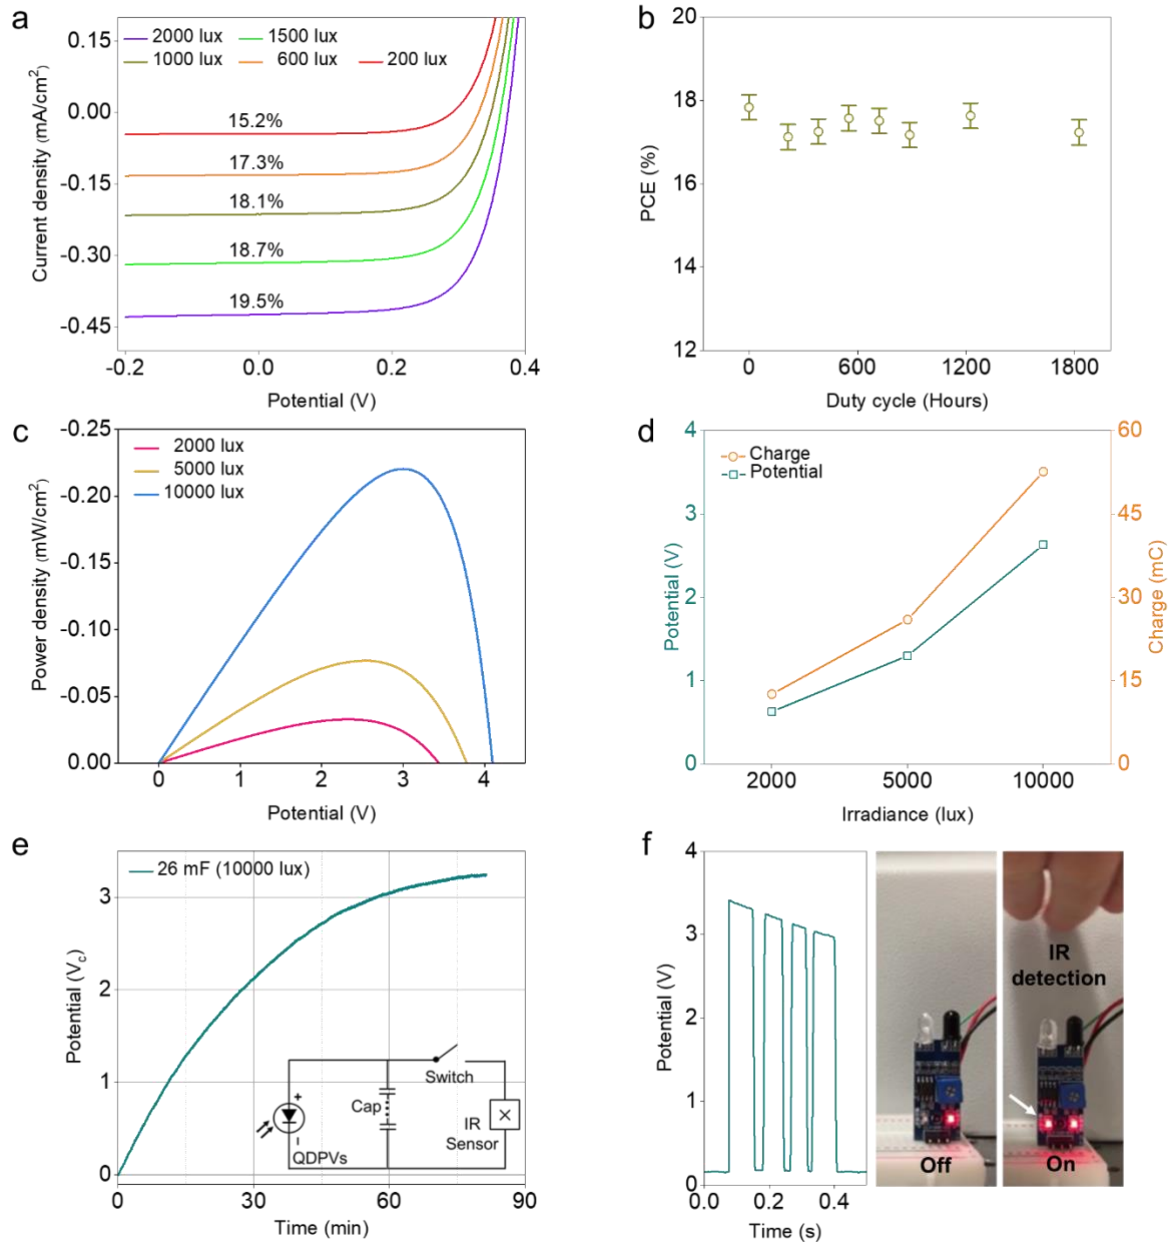 a
0.15
0.00
-0.15
-0.30
-0.45
Current density (mA/cm²)
2000 lux
1500 lux
1000 lux
600 lux
200 lux
15.2%
17.3%
18.1%
18.7%
19.5%
-0.2
0.0
0.2
0.4
Potential (V)
b
20
18
16
14
12
PCE (%)
0
600
1200
1800
Duty cycle (Hours)
c
-0.25
-0.20
-0.15
-0.10
-0.05
0.00
Power density (mW/cm²)
2000 lux
5000 lux
10000 lux
0
1
2
3
4
Potential (V)
d
4
3
2
1
0
Potential (V)
Charge
Potential
60
45
30
15
0
Charge (mC)
2000
5000
10000
Irradiance (lux)
e
3
2
1
0
Potential (Vc)
26 mF (10000 lux)
Switch
Cap
+
IR
Sensor
QDPVs
0
30
60
90
Time (min)
f
4
3
2
1
0
Potential (V)
0.0
0.2
0.4
Time (s)
Off
IR
detection
On